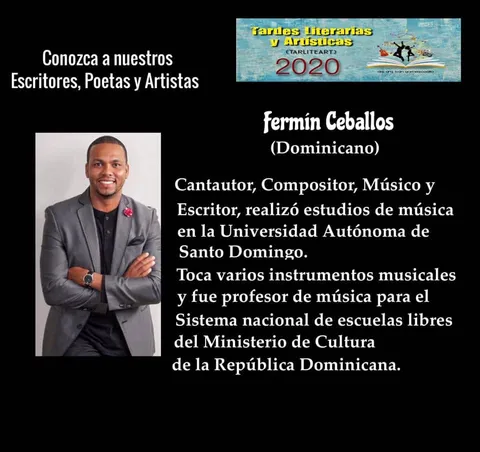 Conozca a nuestros
Escritores, Poetas y Artistas
Tardes Literarias
y Artísticas
(TARLITEART)
2020
Fermín Ceballos
(Dominicano)
Cantautor, Compositor, Músico y
Escritor, realizó estudios de música
en la Universidad Autónoma de
Santo Domingo.
Toca varios instrumentos musicales
y fue profesor de música para el
Sistema nacional de escuelas libres
del Ministerio de Cultura
de la República Dominicana.